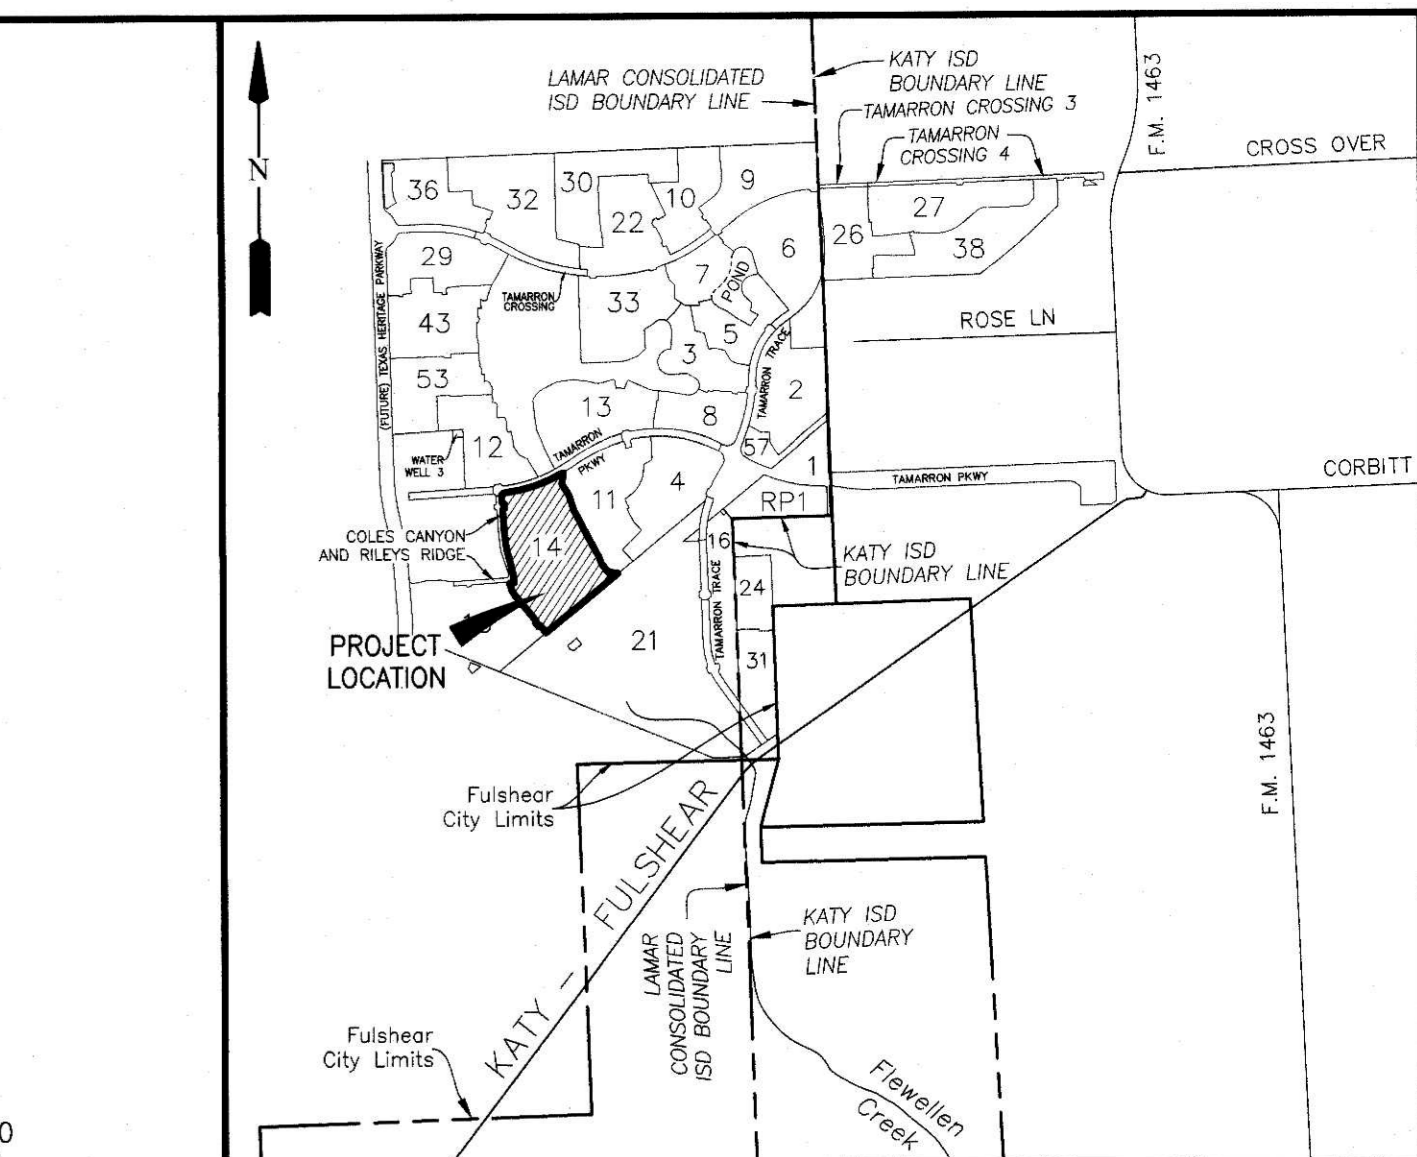 LAMAR CONSOLIDATED
ISD BOUNDARY LINE
KATY ISD
BOUNDARY LINE
TAMARRON CROSSING 3
TAMARRON
CROSSING 4
F.M. 1463
CROSS OVER
N
36
32
30
22
10
9
27
26
38
6
29
7
POND
TAMARRON
CROSSING
33
43
5
ROSE LN
(FUTURE) TEXAS HERITAGE PARKWAY
3
TAMARRON TRACE
53
2
13
8
12
TAMARRON
PKWY
57
WATER
WELL 3
1
4
11
RP1
TAMARRON PKWY
CORBITT
COLES CANYON
AND RILEYS RIDGE
14
16
KATY ISD
BOUNDARY LINE
24
TAMARRON TRACE
PROJECT
LOCATION
21
31
F.M. 1463
Fulshear
City Limits
KATY - FULSHEAR
LAMAR
CONSOLIDATED
ISD BOUNDARY
LINE
KATY ISD
BOUNDARY
LINE
Fulshear
City Limits
Flewellen
Creek
0